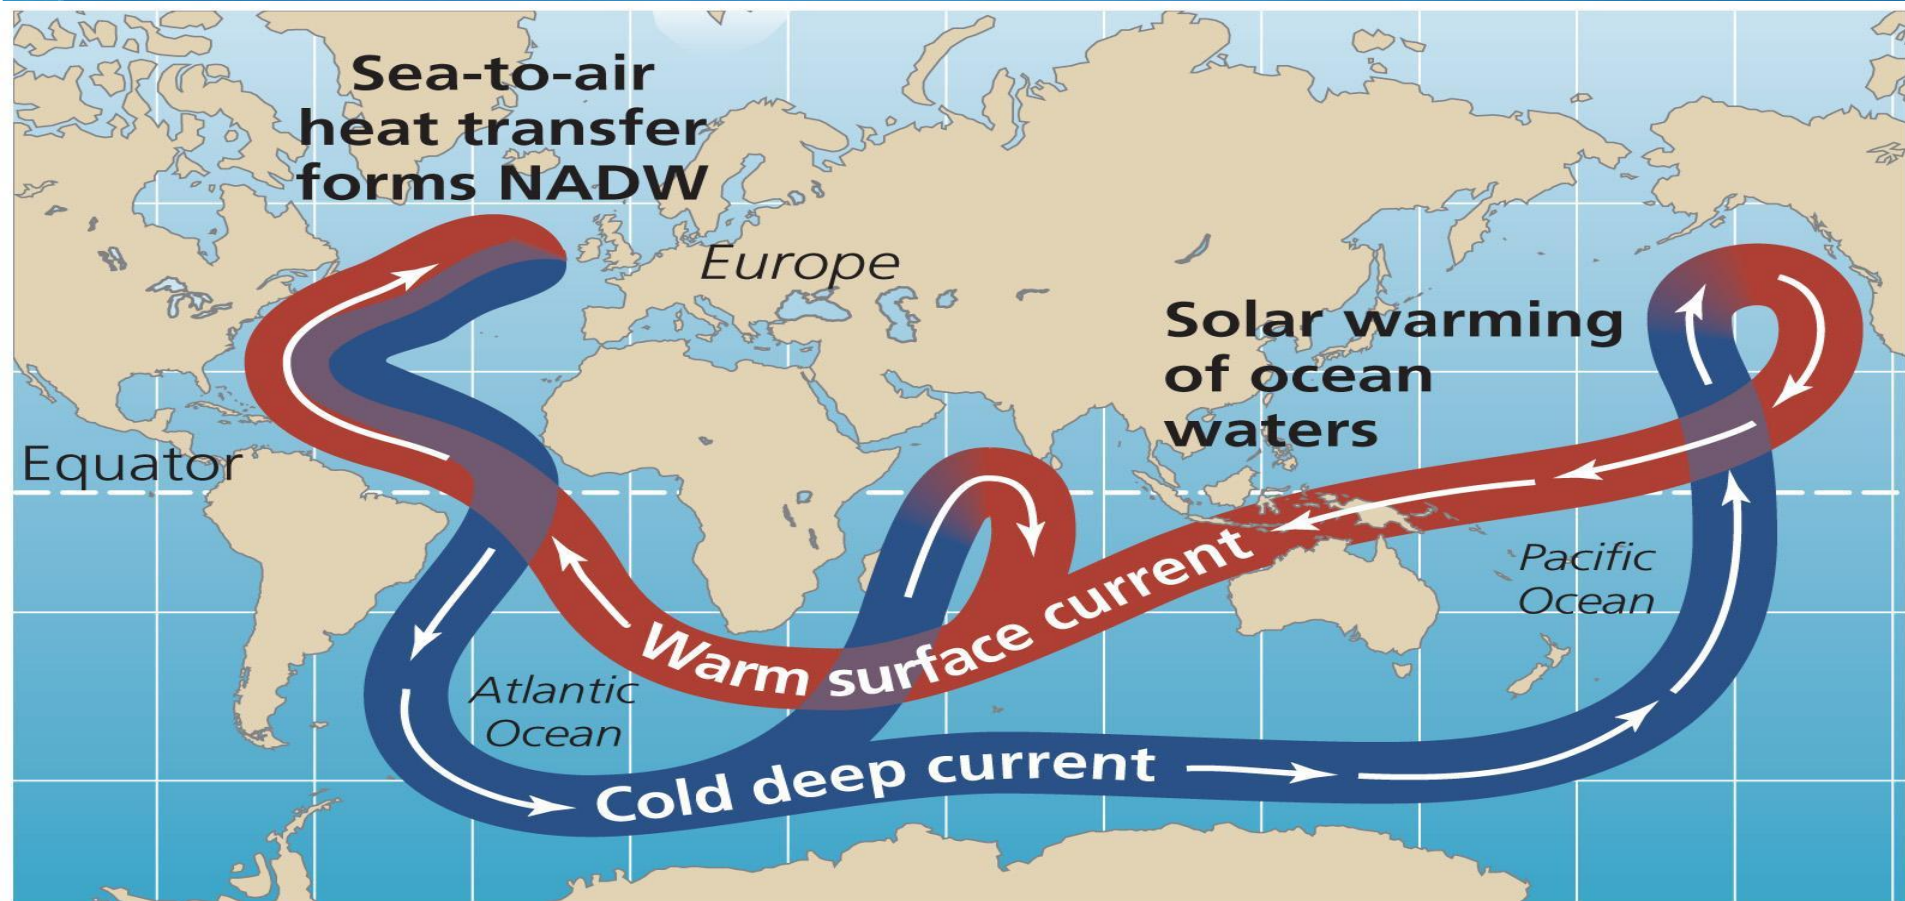 Sea-to-air
heat transfer
forms NADW
Europe
Solar warming
of ocean
waters
Equator
Pacific
Ocean
Warm surface current
Atlantic
Ocean
Cold deep current